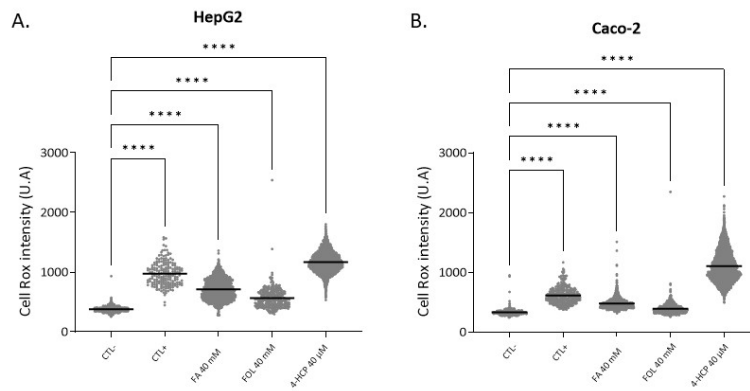 A.
HepG2
****
****
****
****
Cell Rox intensity (U.A)
3000
2000
1000
0
CTL-
CTL+
FA 40 mM
FOL 40 mM
4-HCP 40 µM
B.
Caco-2
****
****
****
****
Cell Rox intensity (U.A)
3000
2000
1000
0
CTL-
CTL+
FA 40 mM
FOL 40 mM
4-HCP 40 µM